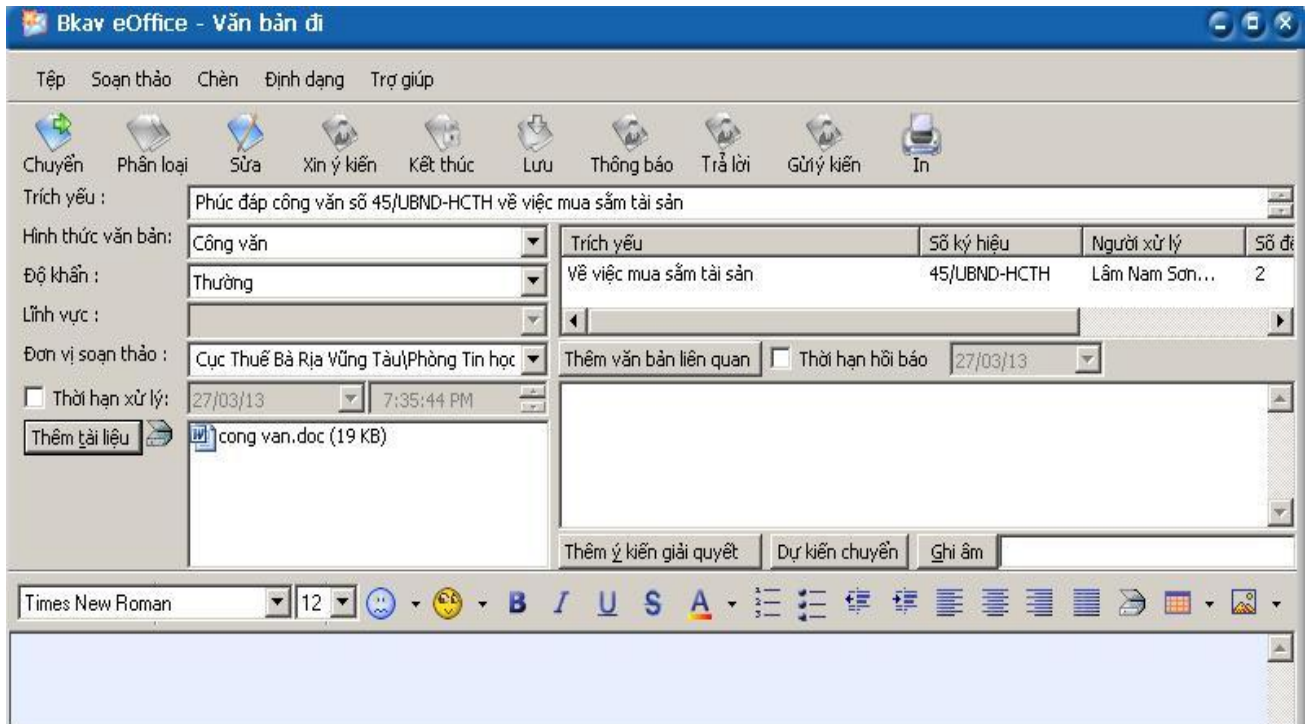 Bkav eOffice - Văn bản đi
Tệp Soạn thảo Chèn Định dạng Trợ giúp
Chuyển Phân loại Sửa Xin ý kiến Kết thúc Lưu Thông báo Trả lời Gửi ý kiến In
Trích yếu : Phúc đáp công văn số 45/UBND-HCTH về việc mua sắm tài sản
Hình thức văn bản: Công văn Trích yếu Số ký hiệu Người xử lý Số đế
Độ khẩn : Thường Về việc mua sắm tài sản 45/UBND-HCTH Lâm Nam Sơn... 2
Lĩnh vực :
Đơn vị soạn thảo : Cục Thuế Bà Rịa Vũng Tàu\Phòng Tin học Thêm văn bản liên quan Thời hạn hồi báo 27/03/13
Thời hạn xử lý: 27/03/13 7:35:44 PM
Thêm tài liệu cong van.doc (19 KB)
Thêm ý kiến giải quyết Dự kiến chuyển Ghi âm
Times New Roman 12 B I U S A